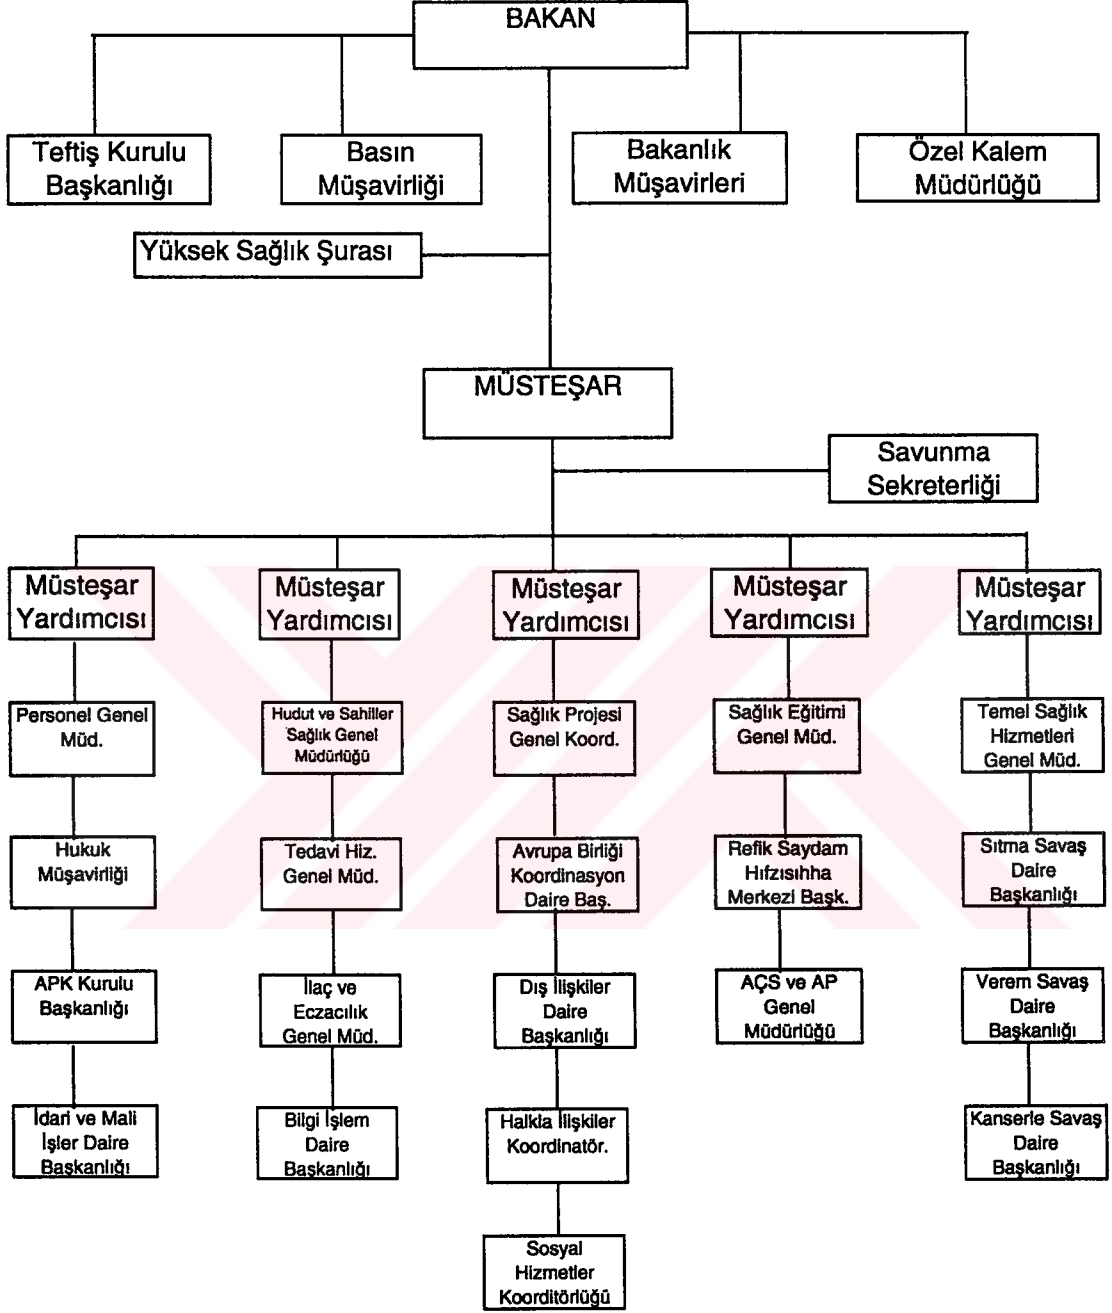 BAKAN
Teftiş Kurulu
Başkanlığı
Basın
Müşavirliği
Bakanlık
Müşavirleri
Özel Kalem
Müdürlüğü
Yüksek Sağlık Şurası
MÜSTEŞAR
Savunma
Sekreterliği
Müsteşar
Yardımcısı
Müsteşar
Yardımcısı
Müsteşar
Yardımcısı
Müsteşar
Yardımcısı
Müsteşar
Yardımcısı
Personel Genel
Müd.
Hudut ve Sahiller
Sağlık Genel
Müdürlüğü
Sağlık Projesi
Genel Koord.
Sağlık Eğitimi
Genel Müd.
Temel Sağlık
Hizmetleri
Genel Müd.
Hukuk
Müşavirliği
Tedavi Hiz.
Genel Müd.
Avrupa Birliği
Koordinasyon
Daire Baş.
Refik Saydam
Hıfzısıhha
Merkezi Başk.
Sıtma Savaş
Daire
Başkanlığı
APK Kurulu
Başkanlığı
İlaç ve
Eczacılık
Genel Müd.
Dış İlişkiler
Daire
Başkanlığı
AÇS ve AP
Genel
Müdürlüğü
Verem Savaş
Daire
Başkanlığı
İdari ve Mali
İşler Daire
Başkanlığı
Bilgi İşlem
Daire
Başkanlığı
Halkla İlişkiler
Koordinatör.
Kanserle Savaş
Daire
Başkanlığı
Sosyal
Hizmetler
Koorditörlüğü